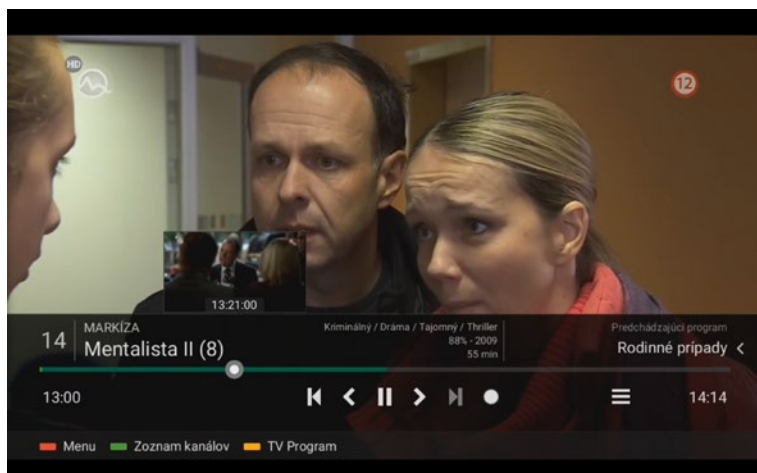 HD
12
13:21:00
14
MARKÍZA
Mentalista II (8)
Kriminálný / Dráma / Tajomný / Thriller
88% - 2009
55 min
Predchádzajúci program
Rodinné prípady
13:00
14:14
Menu
Zoznam kanálov
TV Program